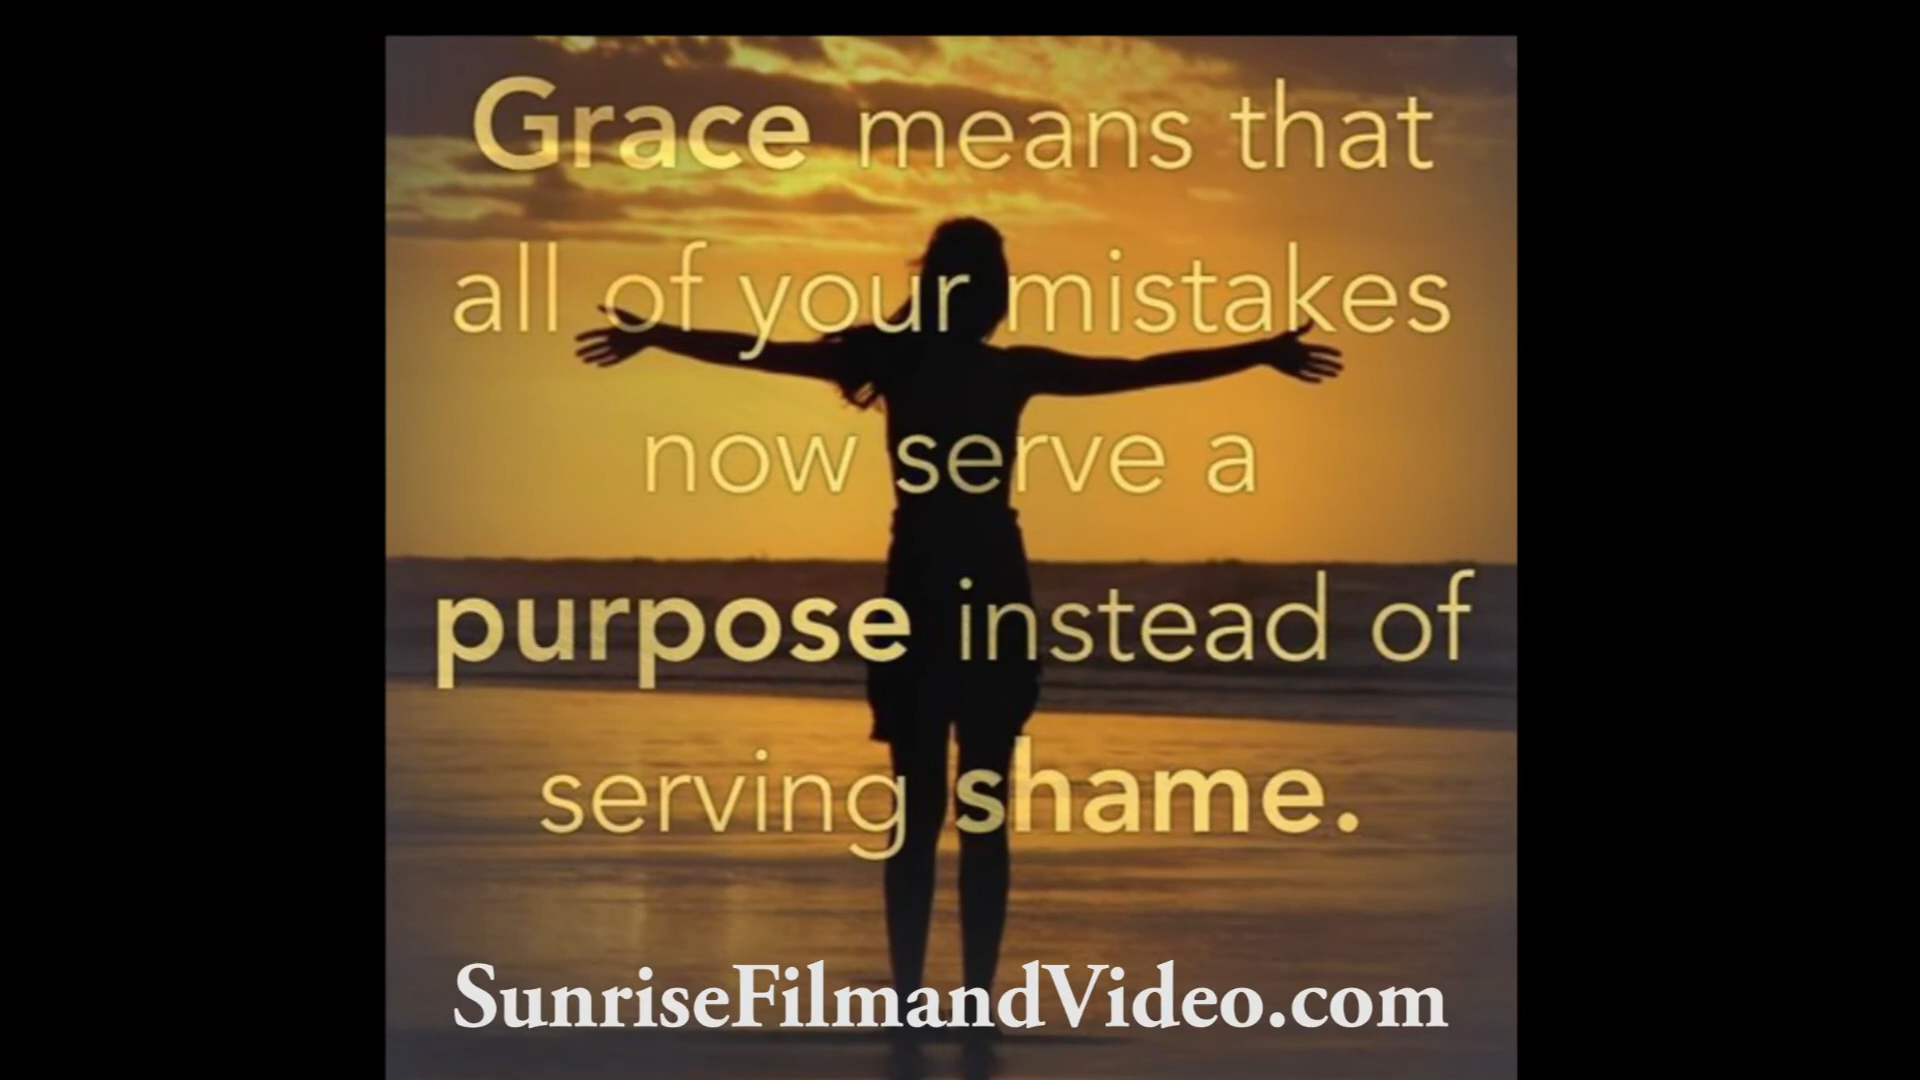 Grace means that
all of your mistakes
now serve a
purpose instead of
serving shame.
SunriseFilmandVideo.com